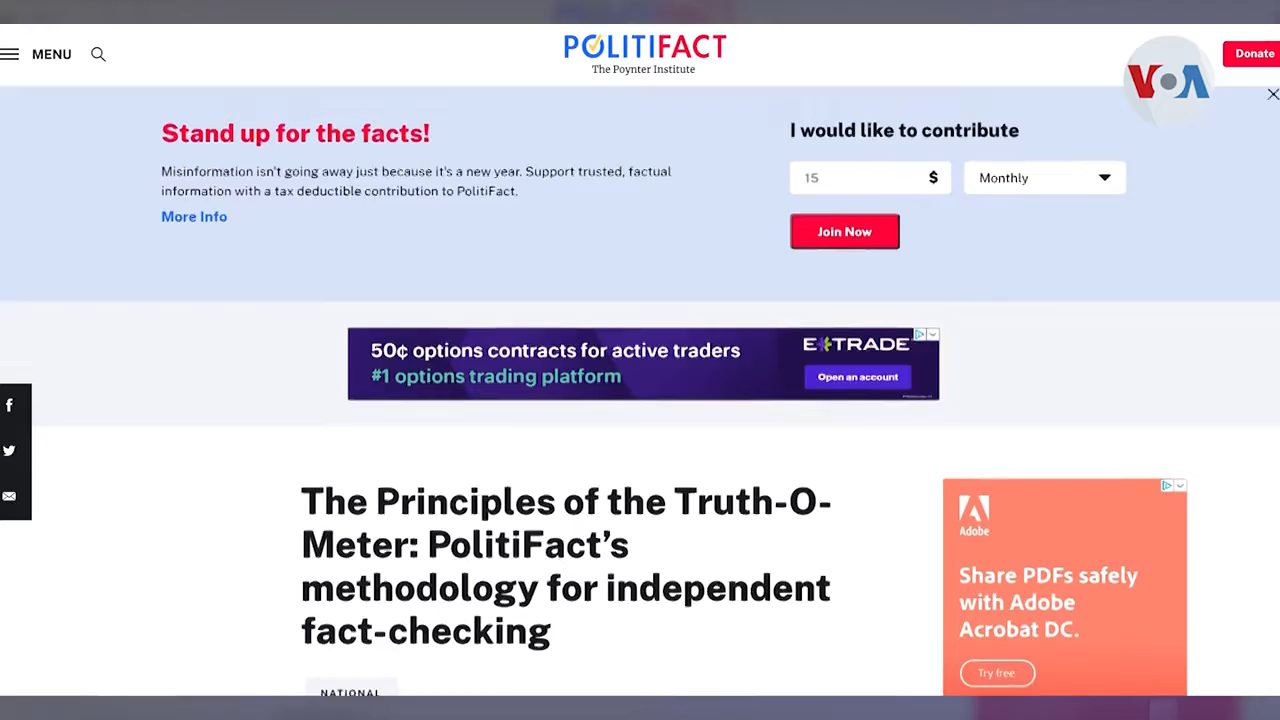 MENU
POLITIFACT
The Poynter Institute
VOA
Donate
Stand up for the facts!
Misinformation isn't going away just because it's a new year. Support trusted, factual
information with a tax deductible contribution to PolitiFact.
More Info
I would like to contribute
15 $ Monthly
Join Now
50¢ options contracts for active traders
#1 options trading platform
E*TRADE
Open an account
The Principles of the Truth-O-
Meter: PolitiFact’s
methodology for independent
fact-checking
NATIONAL
Adobe
Share PDFs safely
with Adobe
Acrobat DC.
Try free